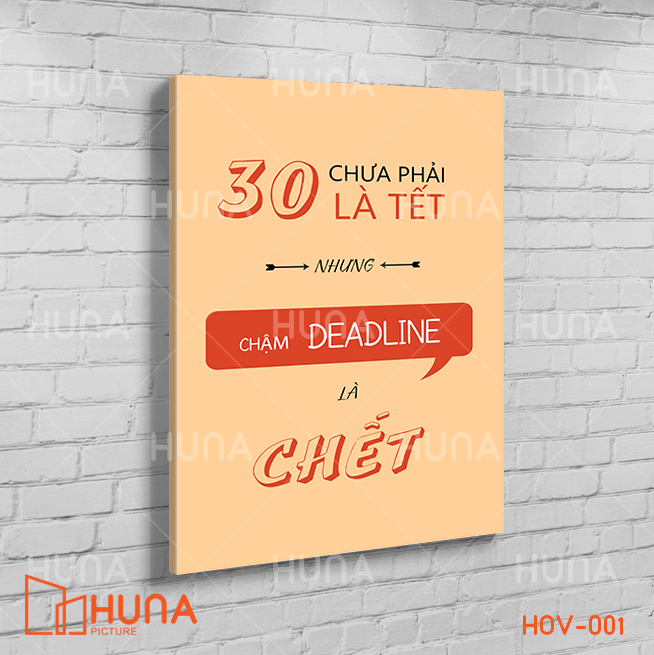 30 CHƯA PHẢI
LÀ TẾT
NHƯNG
CHẬM DEADLINE
LÀ
CHẾT
HUNA
PICTURE
HOV-001